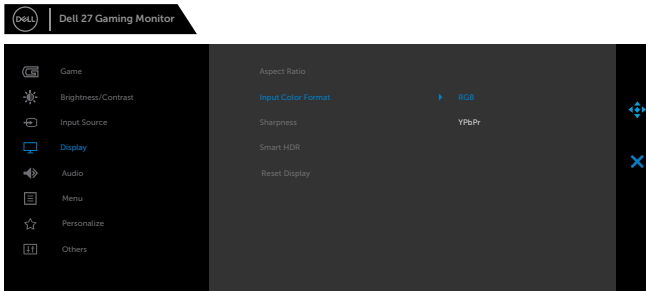 DELL
Dell 27 Gaming Monitor
Game
Aspect Ratio
Brightness/Contrast
Input Color Format
RGB
Input Source
Sharpness
YPbPr
Display
Smart HDR
Audio
Reset Display
Menu
Personalize
Others